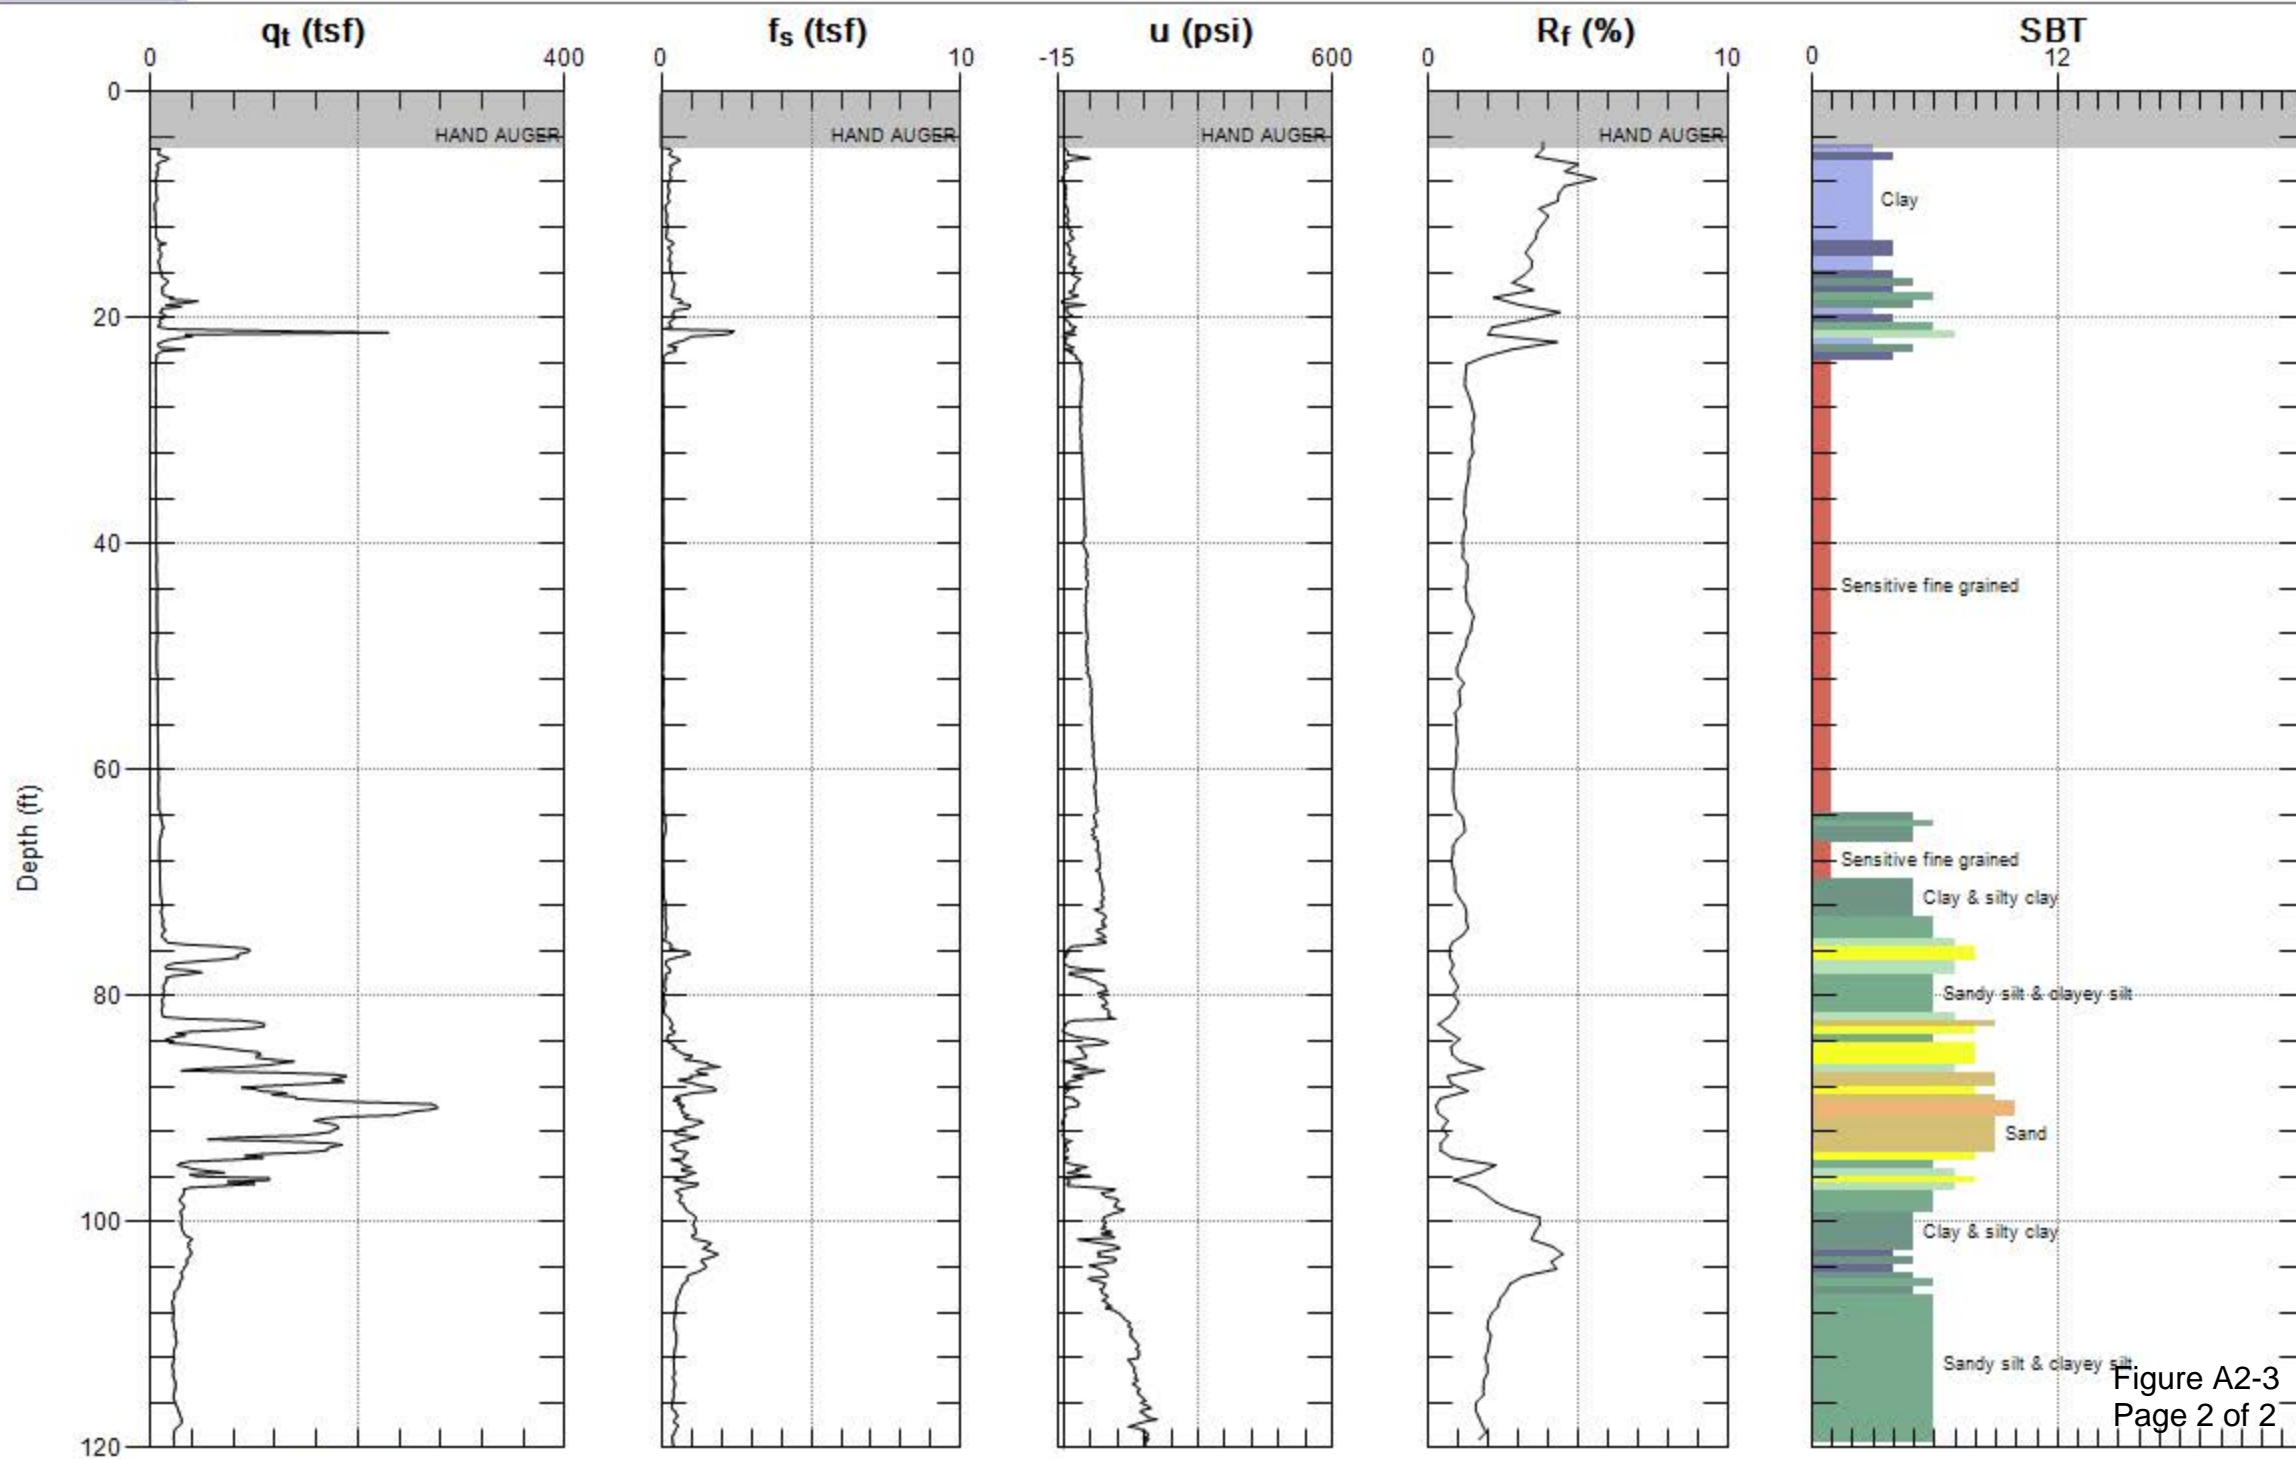 qt (tsf) fs (tsf) u (psi) Rf (%) SBT
0 400 0 10 -15 600 0 10 0 12
0
HAND AUGER HAND AUGER HAND AUGER HAND AUGER
Clay
20
40
Sensitive fine grained
60
Depth (ft)
Sensitive fine grained
Clay & silty clay
80
Sandy silt & clayey silt
Sand
100
Clay & silty clay
Sandy silt & clayey silt
Figure A2-3
Page 2 of 2
120